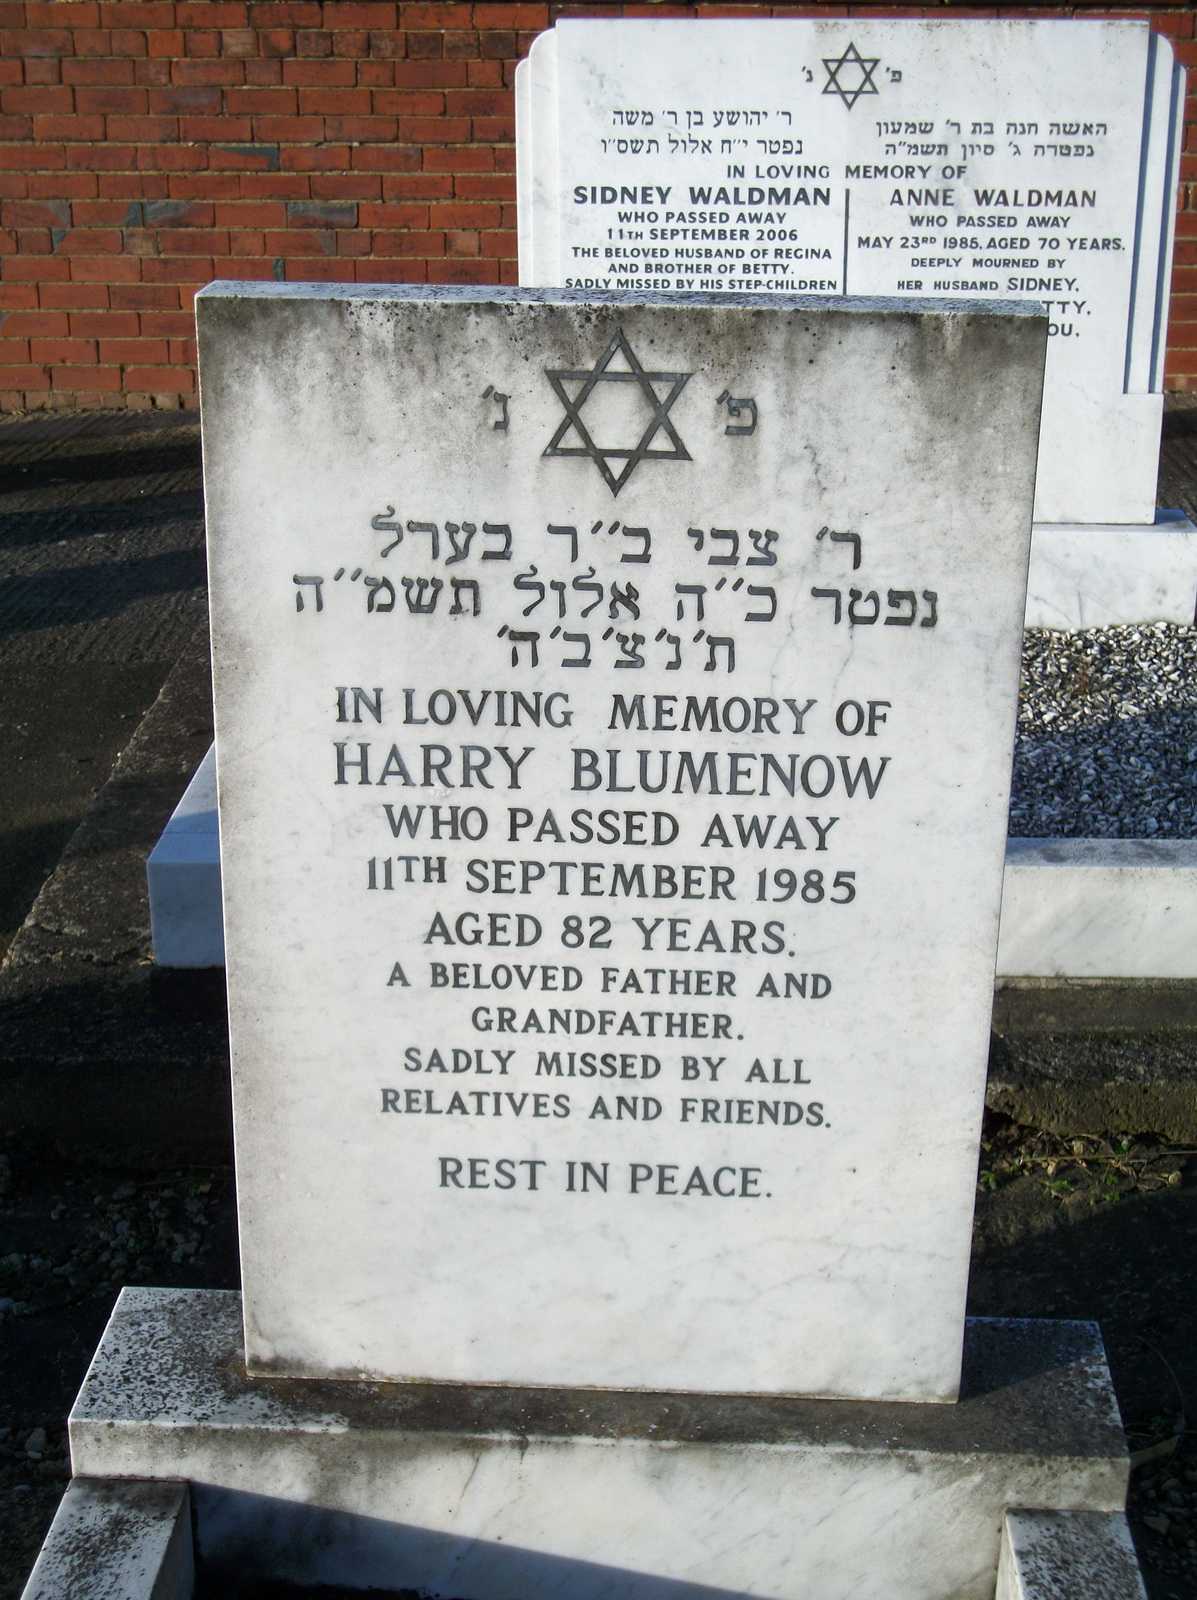 פ' נ'
ר' יהושע בן ר' משה
נפטר י״ח אלול תשס״ו
האשה חנה בת ר' שמעון
נפטרה ג' סיון תשמ״ה
IN LOVING MEMORY OF
SIDNEY WALDMAN
WHO PASSED AWAY
11TH SEPTEMBER 2006
THE BELOVED HUSBAND OF REGINA
AND BROTHER OF BETTY.
SADLY MISSED BY HIS STEP-CHILDREN
ANNE WALDMAN
WHO PASSED AWAY
MAY 23RD 1985, AGED 70 YEARS.
DEEPLY MOURNED BY
HER HUSBAND SIDNEY,
פ' נ'
ר' צבי ב״ר בערל
נפטר כ״ה אלול תשמ״ה
ת'נ'צ'ב'ה'
IN LOVING MEMORY OF
HARRY BLUMENOW
WHO PASSED AWAY
11TH SEPTEMBER 1985
AGED 82 YEARS.
A BELOVED FATHER AND
GRANDFATHER.
SADLY MISSED BY ALL
RELATIVES AND FRIENDS.
REST IN PEACE.